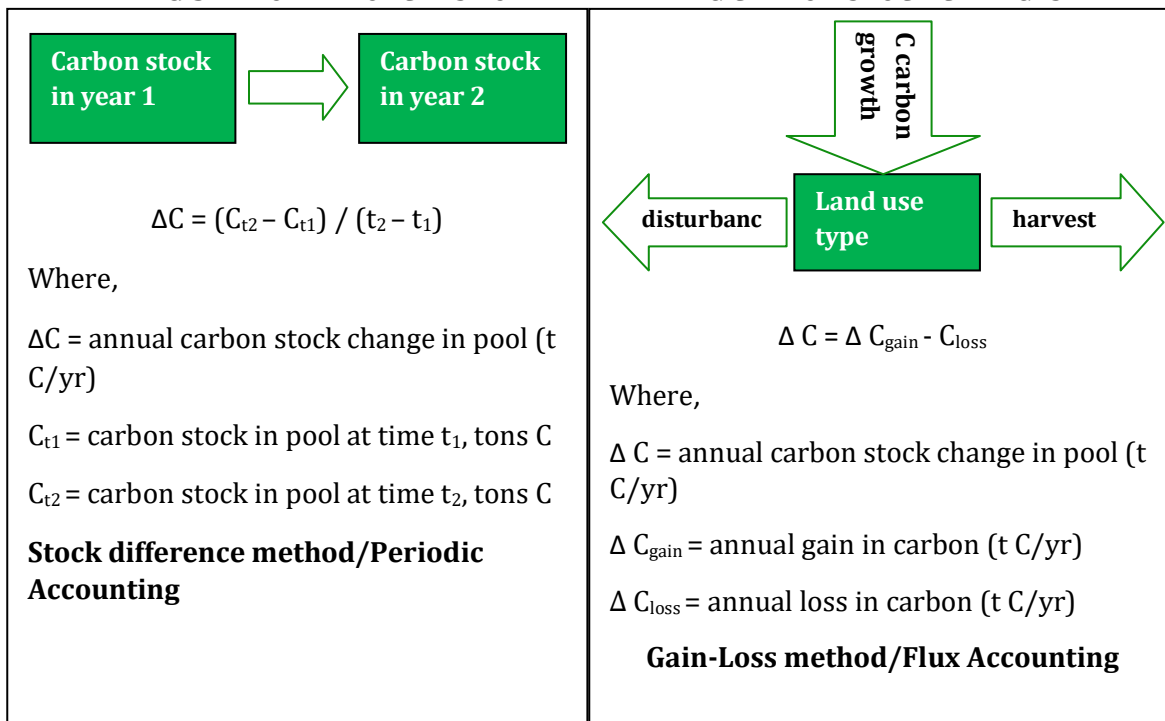 Carbon stock
in year 1
Carbon stock
in year 2
ΔC = (Ct2 – Ct1) / (t2 – t1)
Where,
ΔC = annual carbon stock change in pool (t
C/yr)
Ct1 = carbon stock in pool at time t1, tons C
Ct2 = carbon stock in pool at time t2, tons C
Stock difference method/Periodic
Accounting
C carbon
growth
disturbanc
Land use
type
harvest
Δ C = Δ Cgain - Closs
Where,
Δ C = annual carbon stock change in pool (t
C/yr)
Δ Cgain = annual gain in carbon (t C/yr)
Δ Closs = annual loss in carbon (t C/yr)
Gain-Loss method/Flux Accounting